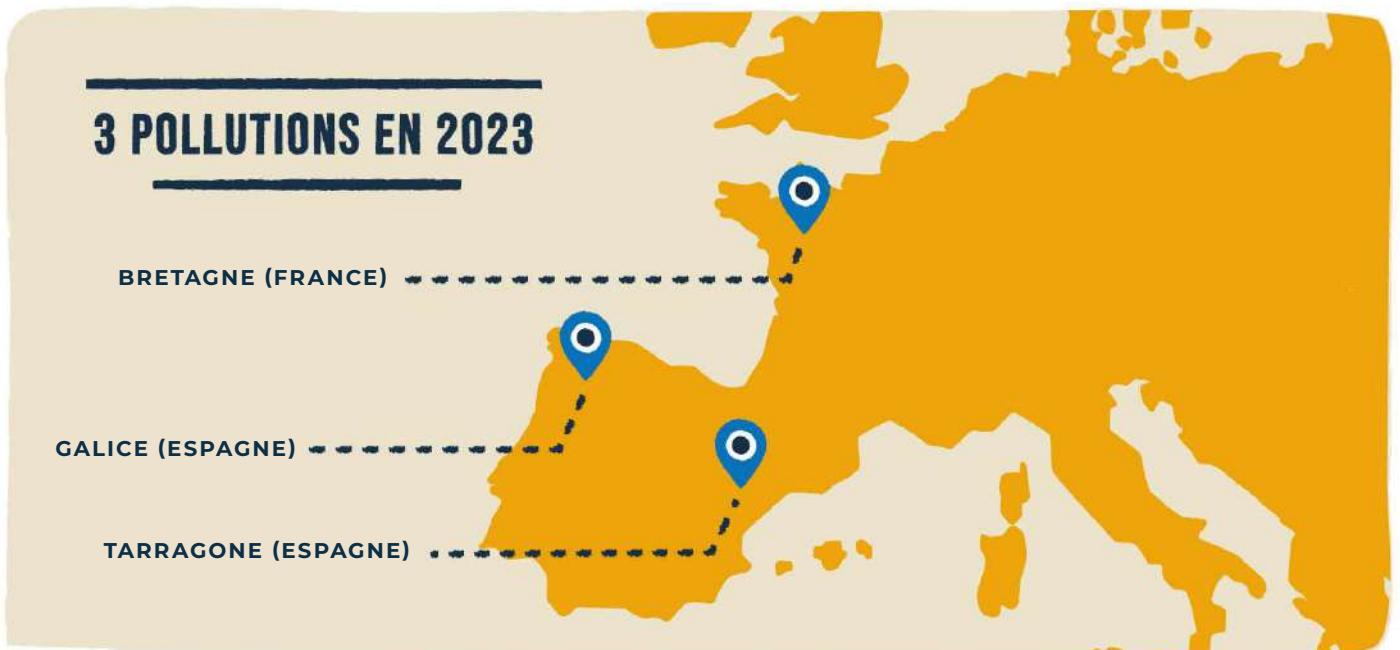 3 POLLUTIONS EN 2023
BRETAGNE (FRANCE)
GALICE (ESPAGNE)
TARRAGONE (ESPAGNE)